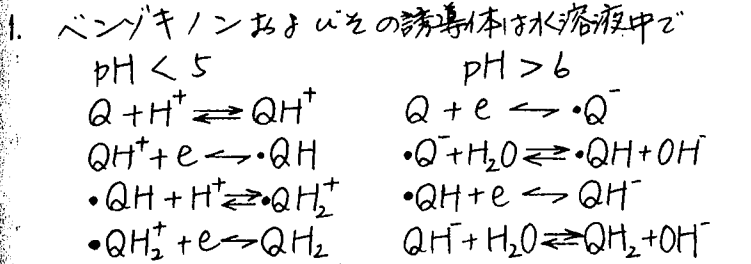 1. ベンゾキノンおよびその誘導体は水溶液中で
pH < 5 pH > 6
Q + H⁺ ⇌ QH⁺ Q + e ↔ •Q⁻
QH⁺ + e ↔ •QH •Q⁻ + H₂O ⇌ •QH + OH⁻
•QH + H⁺ ⇌ •QH₂⁺ •QH + e ↔ QH⁻
•QH₂⁺ + e ↔ QH₂ QH⁻ + H₂O ⇌ QH₂ + OH⁻